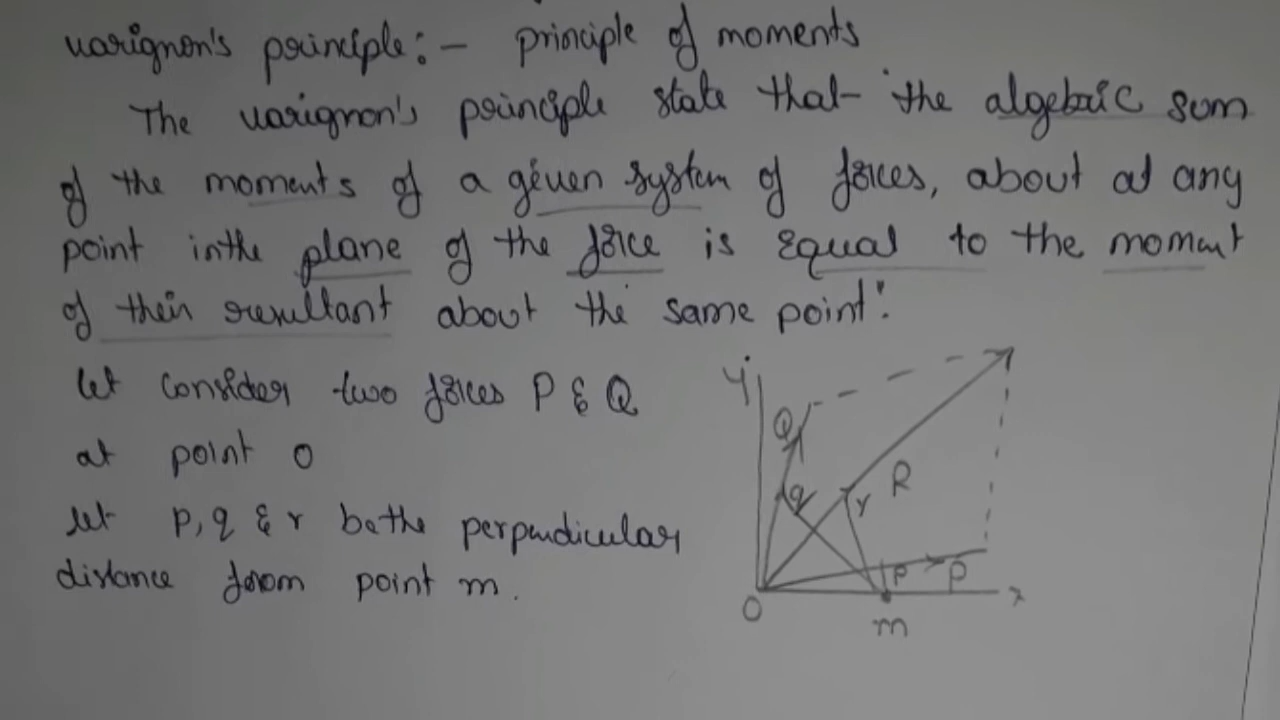 varignon's principle:- principle of moments
The varignon's principle state that the algebraic sum
of the moments of a given system of forces, about at any
point in the plane of the force is equal to the moment
of their resultant about the same point".
let consider two forces P & Q
at point o
let p, q & r be the perpendicular
distance from point m.
y
Q
q
r
R
p
P
O
m
x